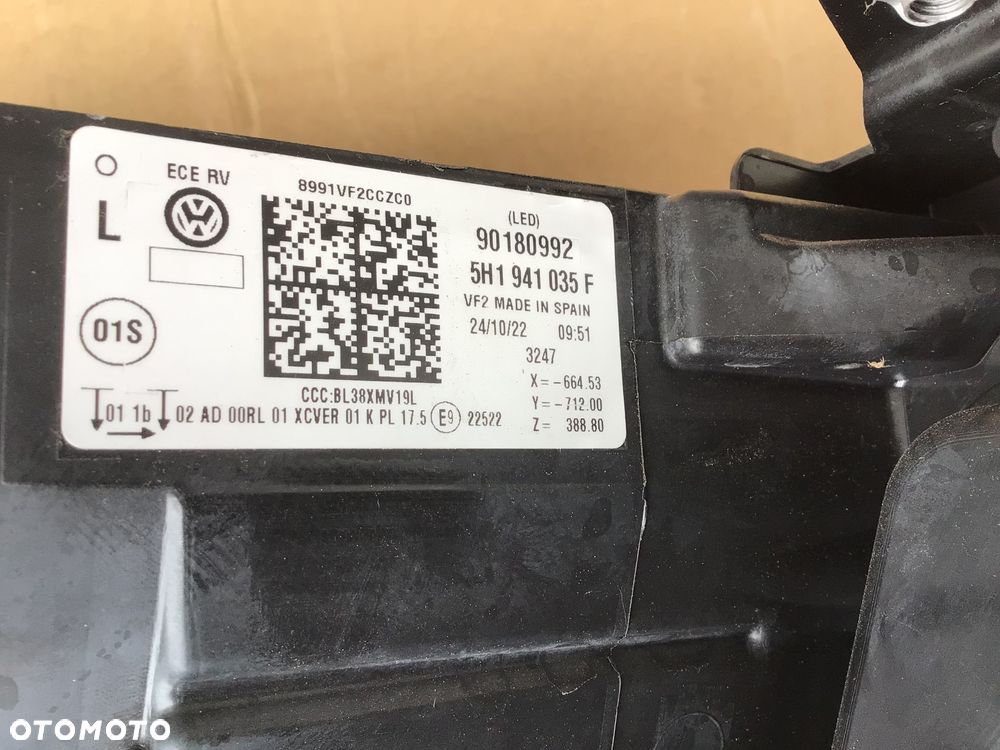 ECE RV
L
01S
8991VF2CCZC0
CCC:BL38XMV19L
(LED)
90180992
5H1 941 035 F
VF2 MADE IN SPAIN
24/10/22 09:51
3247
X= -664.53
Y= -712.00
Z= 388.80
01 1b 02 AD 00RL 01 XCVER 01 K PL 17.5 E9 22522
OTOMOTO